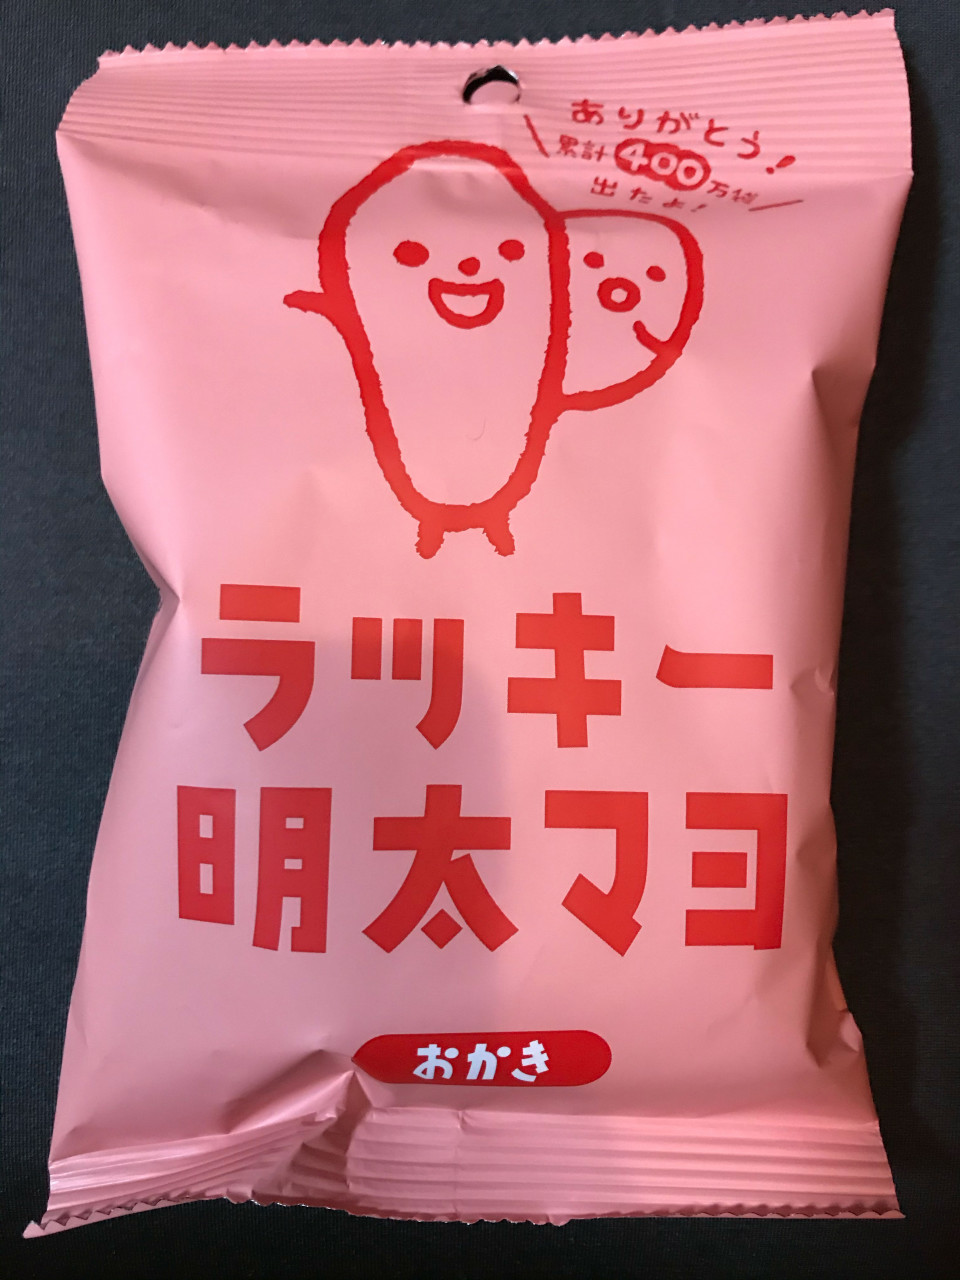 ありがとう!
累計400万袋
出たよ!
ラッキー
明太マヨ
おかき